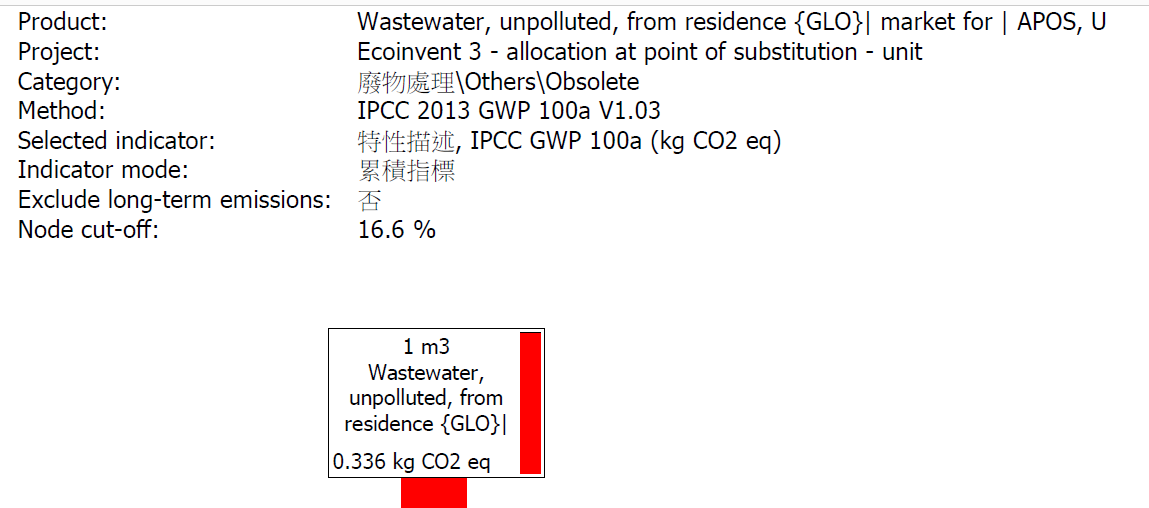 Product: Wastewater, unpolluted, from residence {GLO}| market for | APOS, U
Project: Ecoinvent 3 - allocation at point of substitution - unit
Category: 廢物處理\Others\Obsolete
Method: IPCC 2013 GWP 100a V1.03
Selected indicator: 特性描述, IPCC GWP 100a (kg CO2 eq)
Indicator mode: 累積指標
Exclude long-term emissions: 否
Node cut-off: 16.6 %
1 m3
Wastewater,
unpolluted, from
residence {GLO}|
0.336 kg CO2 eq